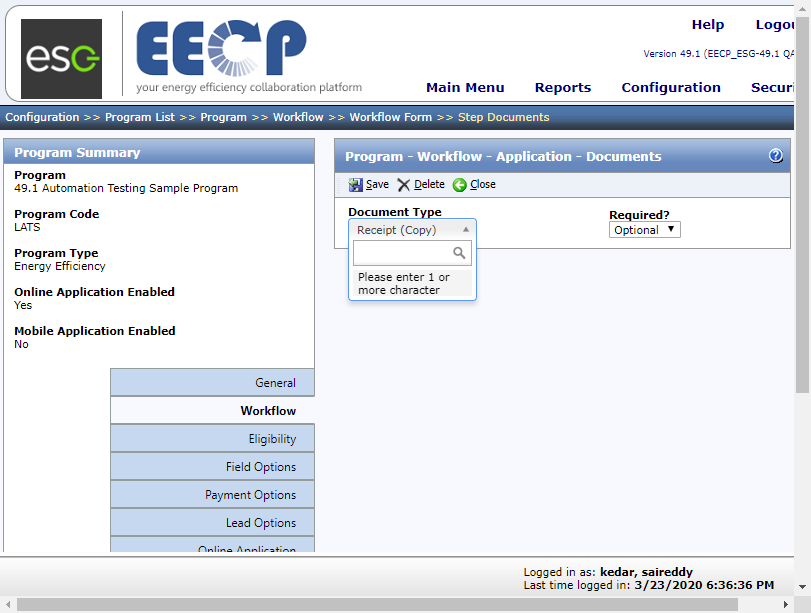 Help Logou
esg
EECP
your energy efficiency collaboration platform
Version 49.1 (EECP_ESG-49.1 QA
Main Menu Reports Configuration Securi
Configuration >> Program List >> Program >> Workflow >> Workflow Form >> Step Documents
Program Summary
Program
49.1 Automation Testing Sample Program
Program Code
LATS
Program Type
Energy Efficiency
Online Application Enabled
Yes
Mobile Application Enabled
No
General
Workflow
Eligibility
Field Options
Payment Options
Lead Options
Online Application
Program - Workflow - Application - Documents
Save Delete Close
Document Type
Receipt (Copy)
Please enter 1 or
more character
Required?
Optional
Logged in as: kedar, saireddy
Last time logged in: 3/23/2020 6:36:36 PM